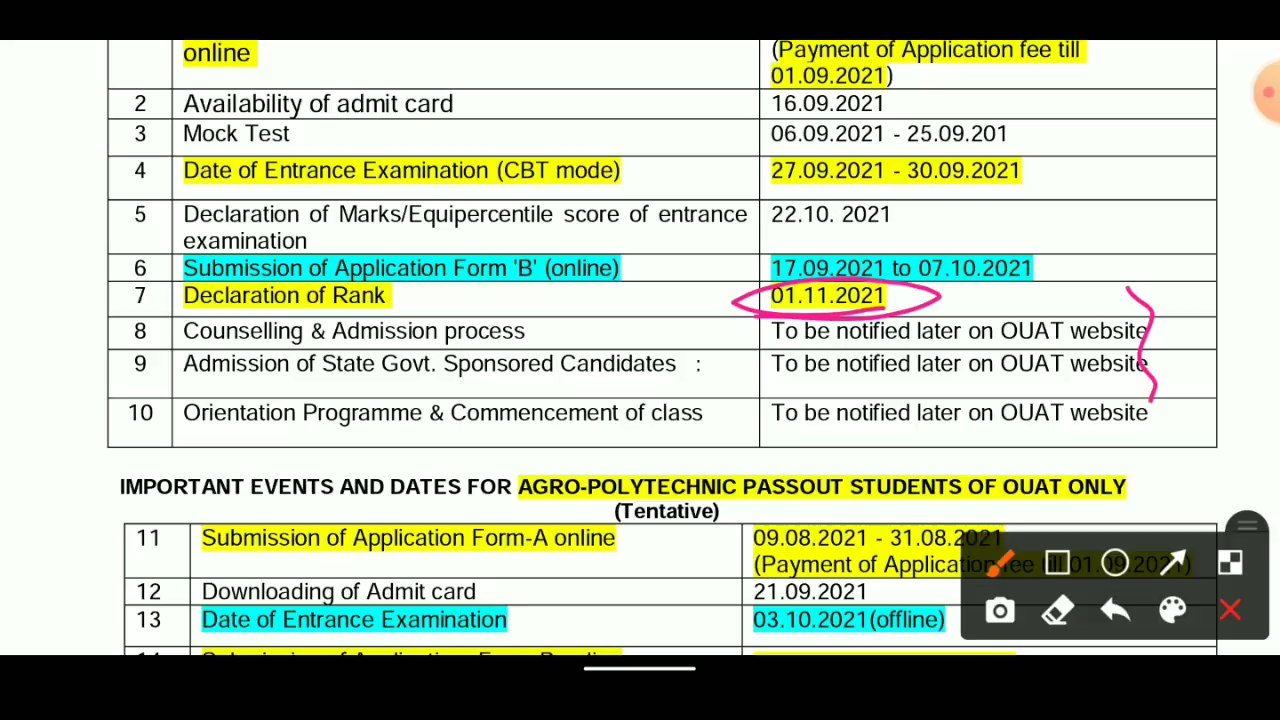 online
(Payment of Application fee till
01.09.2021)
2 Availability of admit card 16.09.2021
3 Mock Test 06.09.2021 - 25.09.201
4 Date of Entrance Examination (CBT mode) 27.09.2021 - 30.09.2021
5 Declaration of Marks/Equipercentile score of entrance 22.10. 2021
examination
6 Submission of Application Form 'B' (online) 17.09.2021 to 07.10.2021
7 Declaration of Rank 01.11.2021
8 Counselling & Admission process To be notified later on OUAT website
9 Admission of State Govt. Sponsored Candidates : To be notified later on OUAT website
10 Orientation Programme & Commencement of class To be notified later on OUAT website
IMPORTANT EVENTS AND DATES FOR AGRO-POLYTECHNIC PASSOUT STUDENTS OF OUAT ONLY
(Tentative)
11 Submission of Application Form-A online 09.08.2021 - 31.08.2021
(Payment of Application fee till 01.09.2021)
12 Downloading of Admit card 21.09.2021
13 Date of Entrance Examination 03.10.2021(offline)